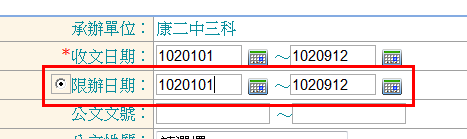 承辦單位： 康二中三科
*收文日期： 1020101 ～ 1020912
限辦日期： 1020101 ～ 1020912
公文文號： ～